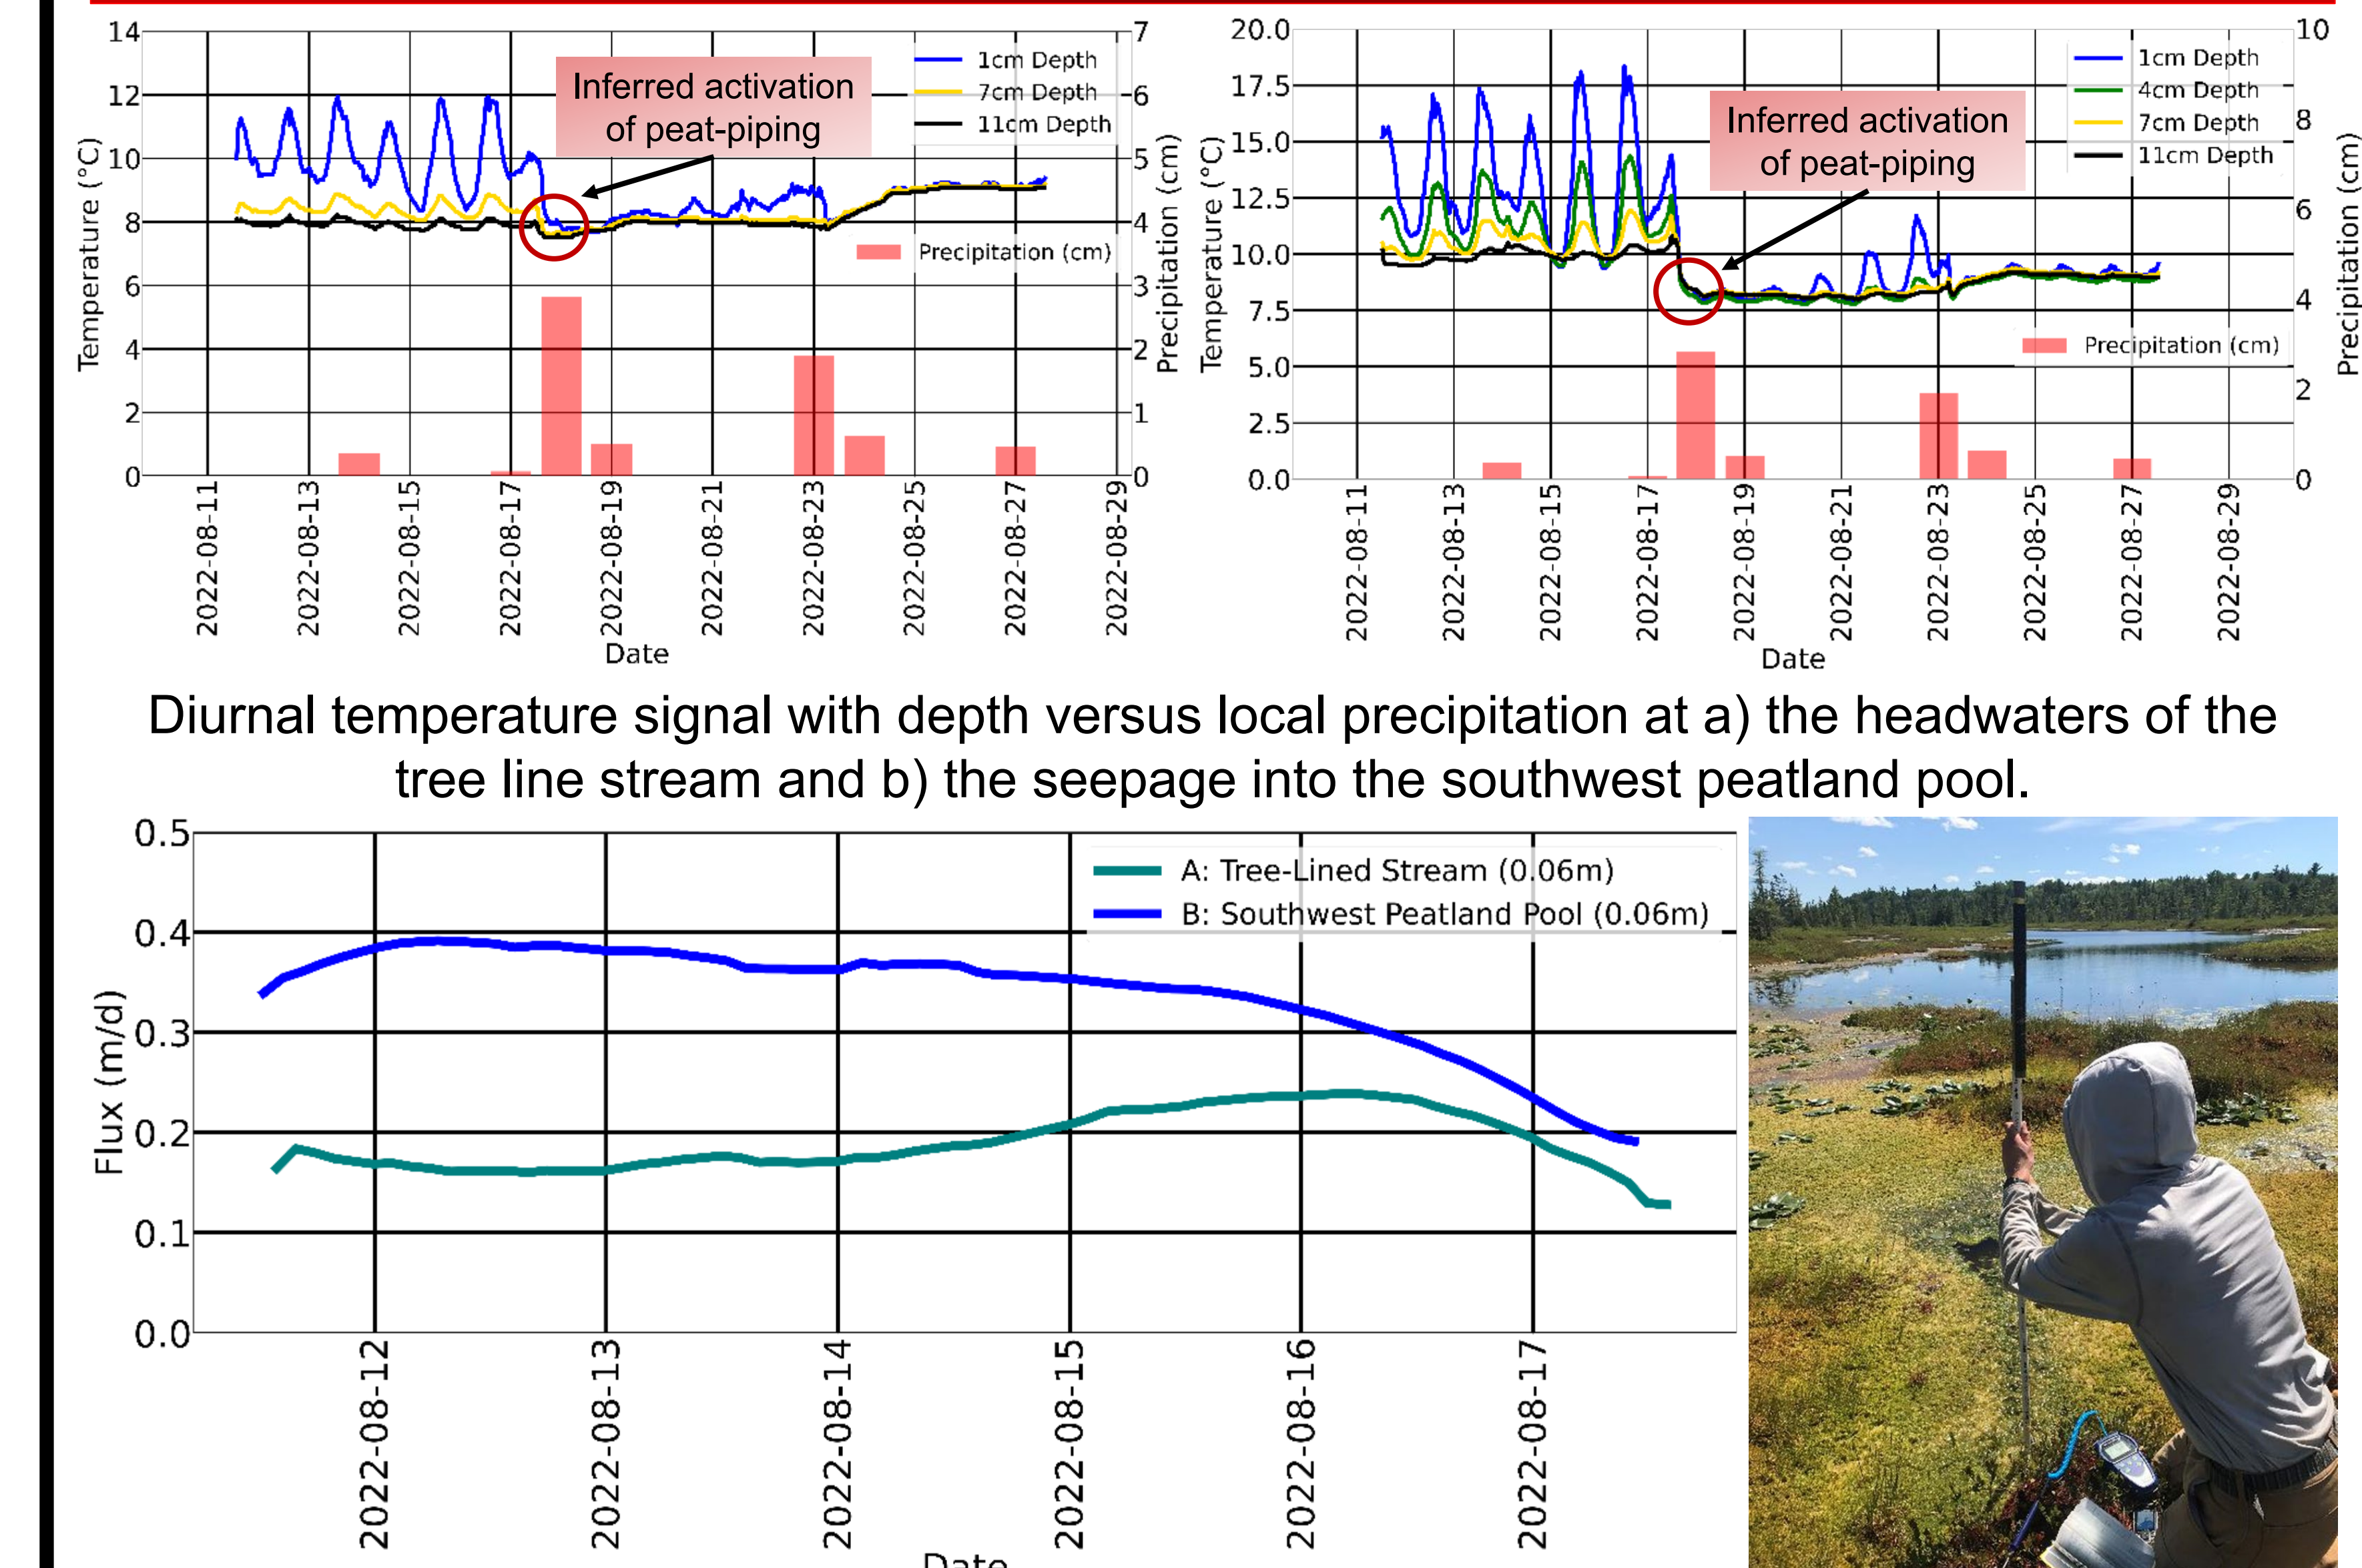 14
12
10
8
6
4
2
0
Temperature (°C)
7
6
5
4
3
2
1
0
Precipitation (cm)
1cm Depth
7cm Depth
11cm Depth
Inferred activation
of peat-piping
Precipitation (cm)
2022-08-11
2022-08-13
2022-08-15
2022-08-17
2022-08-19
2022-08-21
2022-08-23
2022-08-25
2022-08-27
2022-08-29
Date
20.0
17.5
15.0
12.5
10.0
7.5
5.0
2.5
0.0
Temperature (°C)
10
8
6
4
2
0
Precipitation (cm)
1cm Depth
4cm Depth
7cm Depth
11cm Depth
Inferred activation
of peat-piping
Precipitation (cm)
2022-08-11
2022-08-13
2022-08-15
2022-08-17
2022-08-19
2022-08-21
2022-08-23
2022-08-25
2022-08-27
2022-08-29
Date
Diurnal temperature signal with depth versus local precipitation at a) the headwaters of the
tree line stream and b) the seepage into the southwest peatland pool.
0.5
0.4
0.3
0.2
0.1
0.0
Flux (m/d)
A: Tree-Lined Stream (0.06m)
B: Southwest Peatland Pool (0.06m)
2022-08-12
2022-08-13
2022-08-14
2022-08-15
2022-08-16
2022-08-17
Date